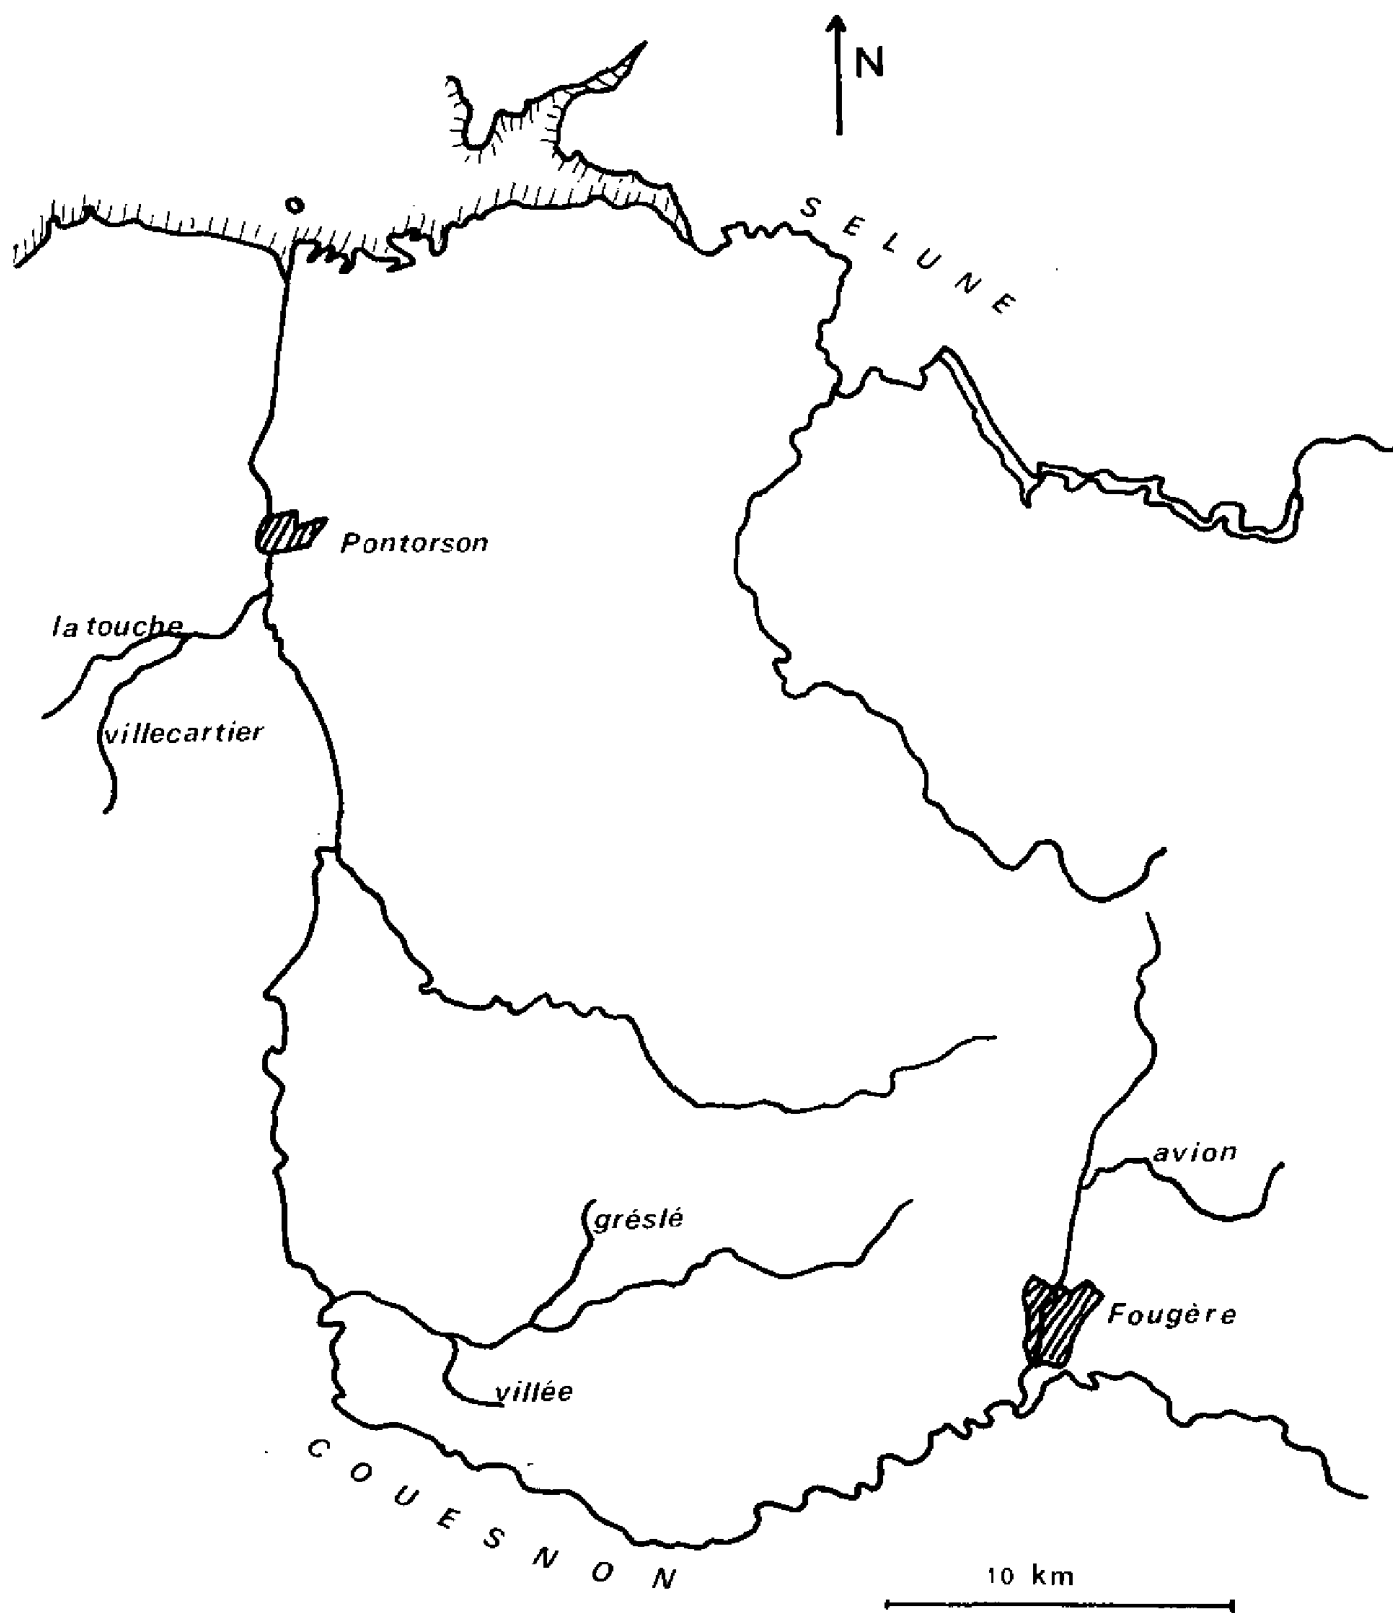 N
SELUNE
Pontorson
la touche
villecartier
avion
gréslé
Fougère
villée
COUESNON
10 km